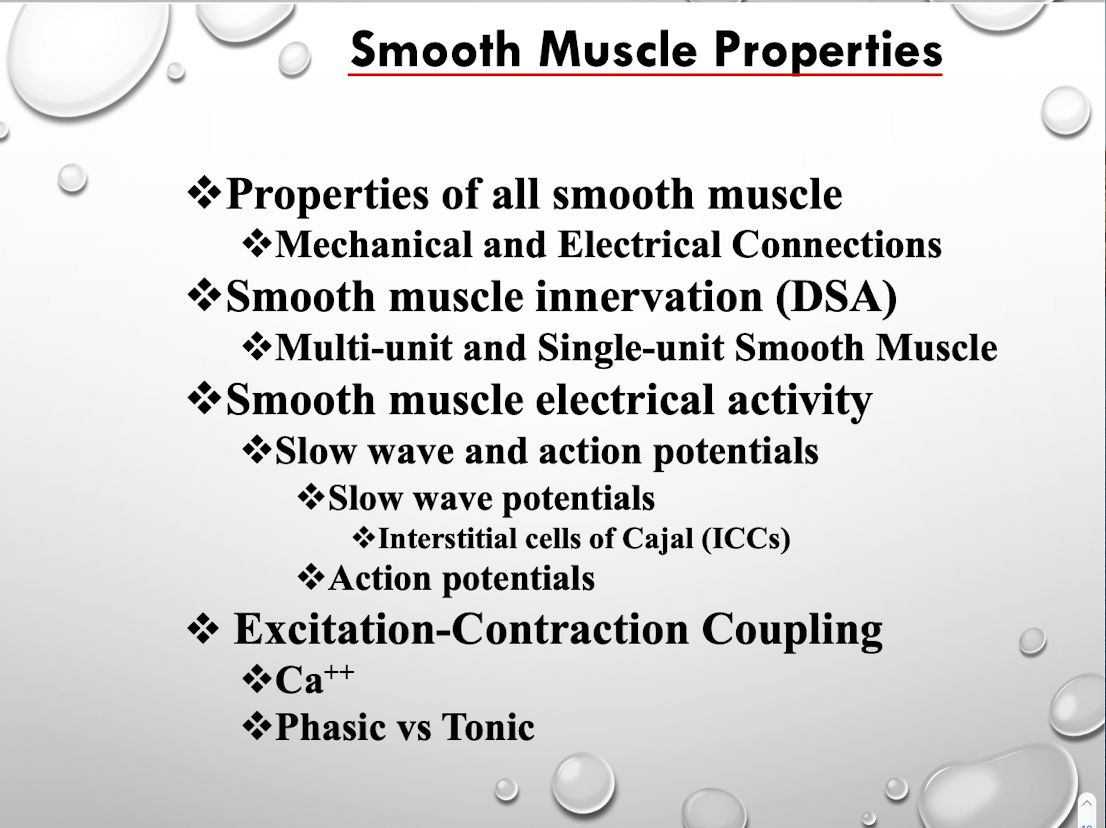 Smooth Muscle Properties
❖Properties of all smooth muscle
❖Mechanical and Electrical Connections
❖Smooth muscle innervation (DSA)
❖Multi-unit and Single-unit Smooth Muscle
❖Smooth muscle electrical activity
❖Slow wave and action potentials
❖Slow wave potentials
❖Interstitial cells of Cajal (ICCs)
❖Action potentials
❖ Excitation-Contraction Coupling
❖Ca⁺⁺
❖Phasic vs Tonic